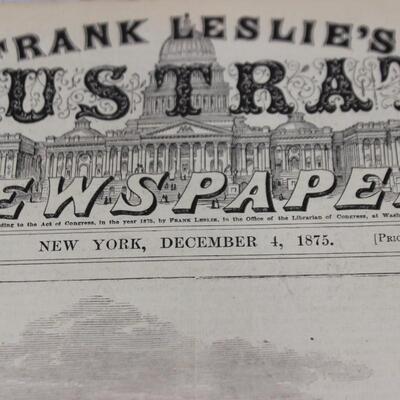 FRANK LESLIE'S
USTRAT
EWSPAPER
ding to the Act of Congress, in the year 1875, by FRANK LESLIE, in the Office of the Librarian of Congress, at Wash
NEW YORK, DECEMBER 4, 1875. [PRIC